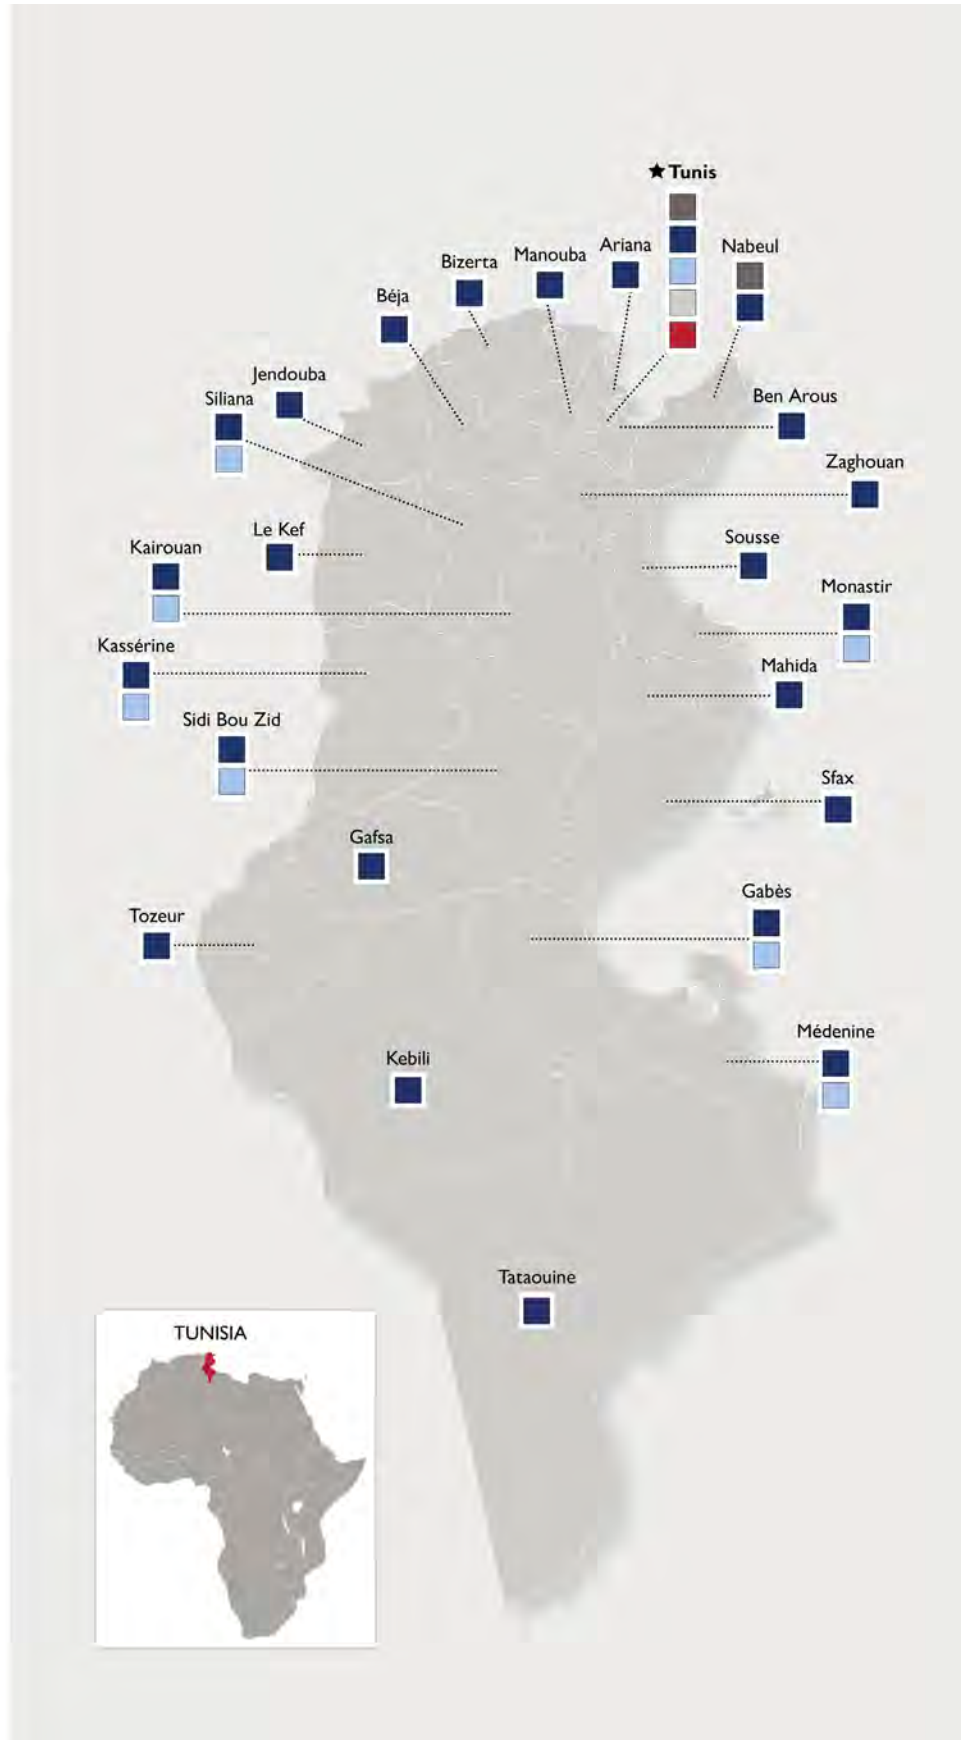 ★ Tunis
Ariana
Nabeul
Manouba
Bizerta
Béja
Jendouba
Siliana
Ben Arous
Zaghouan
Le Kef
Sousse
Kairouan
Monastir
Kassérine
Mahida
Sidi Bou Zid
Sfax
Gafsa
Gabès
Tozeur
Médenine
Kebili
Tataouine
TUNISIA